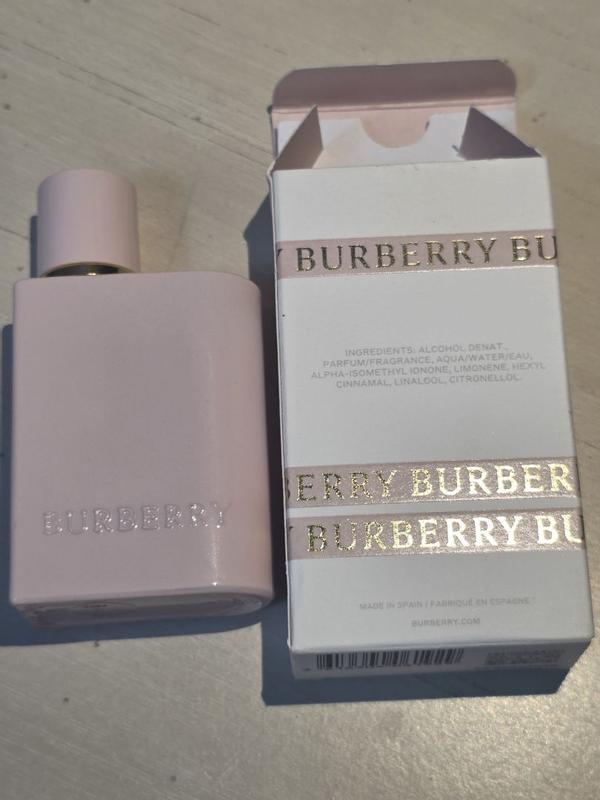 BURBERRY
BURBERRY BU
INGREDIENTS: ALCOHOL DENAT.,
PARFUM/FRAGRANCE, AQUA/WATER/EAU,
ALPHA-ISOMETHYL IONONE, LIMONENE, HEXYL
CINNAMAL, LINALOOL, CITRONELLOL.
BERRY BURBER
BURBERRY BU
MADE IN SPAIN / FABRIQUÉ EN ESPAGNE
BURBERRY.COM